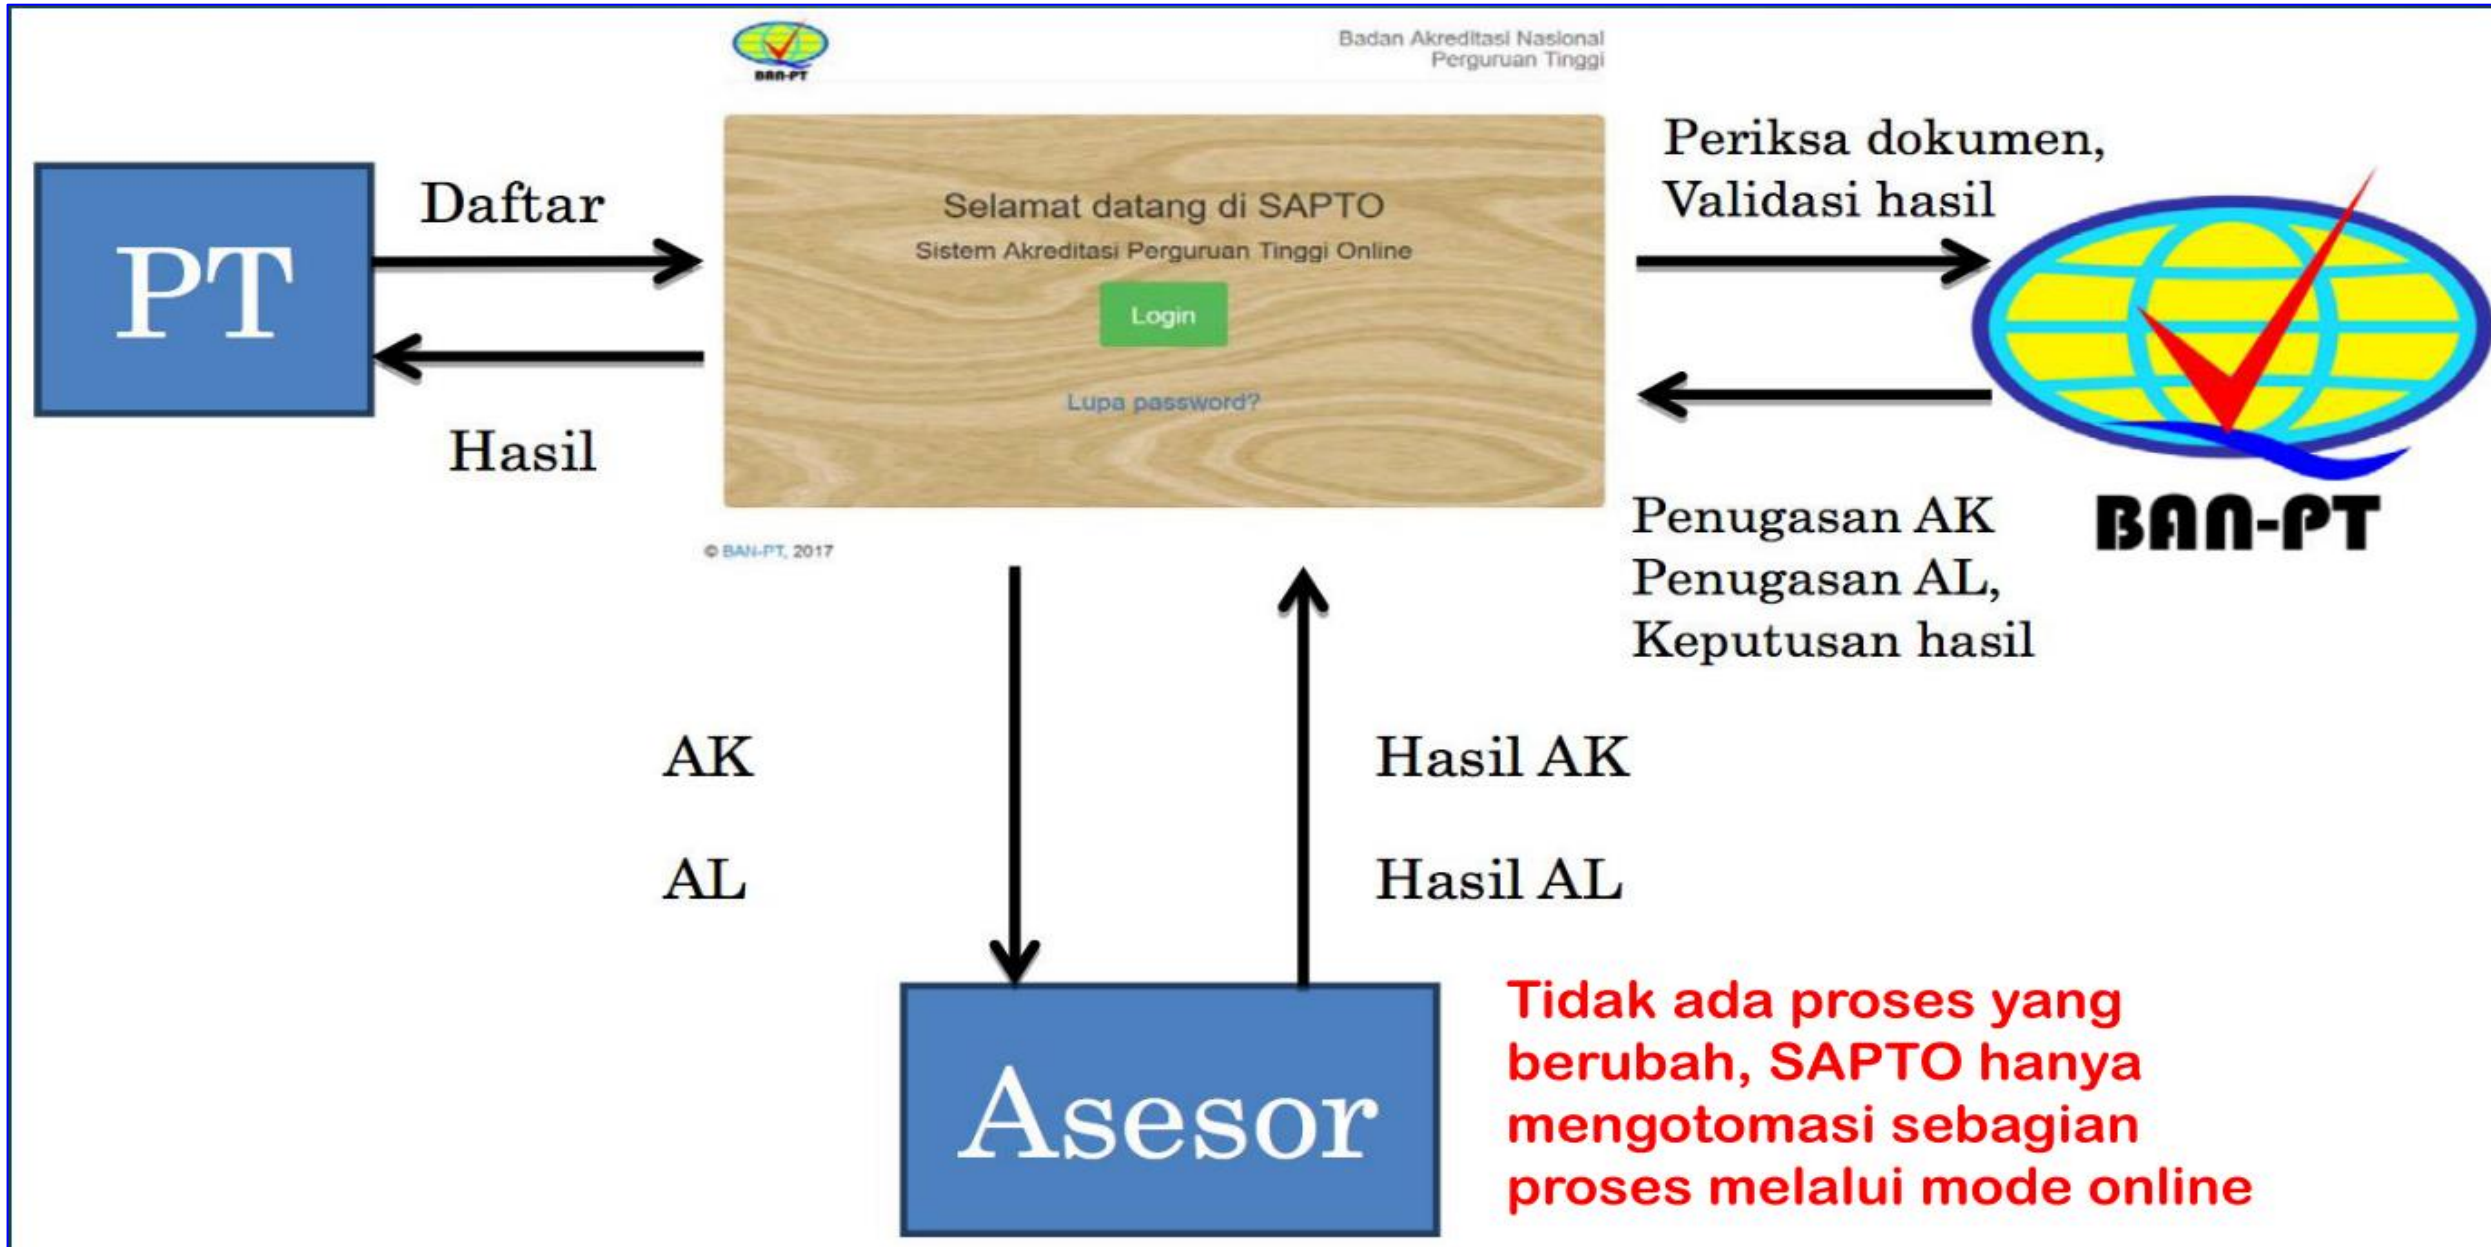 BAN-PT
Badan Akreditasi Nasional
Perguruan Tinggi
PT
Daftar
Hasil
Selamat datang di SAPTO
Sistem Akreditasi Perguruan Tinggi Online
Login
Lupa password?
© BAN-PT, 2017
Periksa dokumen,
Validasi hasil
BAN-PT
Penugasan AK
Penugasan AL,
Keputusan hasil
AK
AL
Hasil AK
Hasil AL
Asesor
Tidak ada proses yang
berubah, SAPTO hanya
mengotomasi sebagian
proses melalui mode online